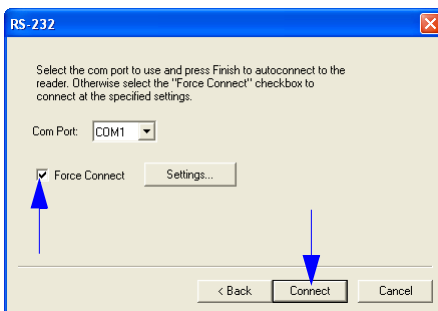 RS-232
Select the com port to use and press Finish to autoconnect to the
reader. Otherwise select the "Force Connect" checkbox to
connect at the specified settings.
Com Port: COM1
Force Connect Settings...
< Back Connect Cancel